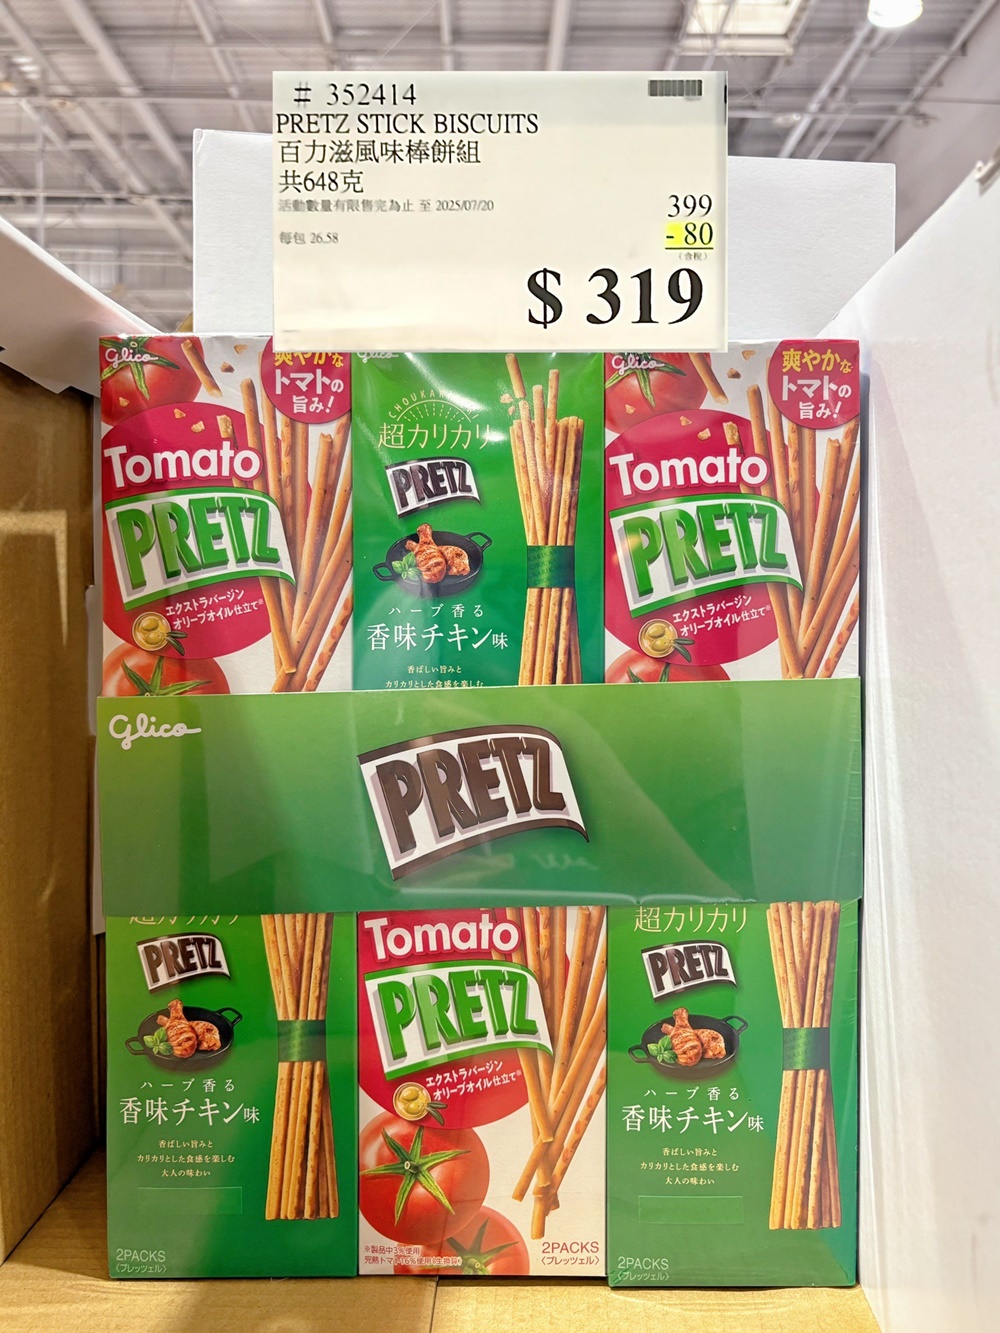 # 352414
PRETZ STICK BISCUITS
百力滋風味棒餅組
共648克
活動數量有限售完為止 至 2025/07/20
每包 26.58
399
- 80
(含稅)
$ 319
Glico
爽やかな
トマトの
旨み!
Tomato
PRETZ
エクストラバージン
オリーブオイル仕立て※
Glico
超カリカリ
PRETZ
ハーブ香る
香味チキン味
香ばしい旨みと
カリカリとした食感を楽しむ
Glico
爽やかな
トマトの
旨み!
Tomato
PRETZ
エクストラバージン
オリーブオイル仕立て※
Glico
PRETZ
超カリカリ
PRETZ
ハーブ香る
香味チキン味
香ばしい旨みと
カリカリとした食感を楽しむ
大人の味わい
2PACKS
〈プレッツェル〉
Tomato
PRETZ
エクストラバージン
オリーブオイル仕立て※
※製品中3%使用
2PACKS
〈プレッツェル〉
超カリカリ
PRETZ
ハーブ香る
香味チキン味
香ばしい旨みと
カリカリとした食感を楽しむ
大人の味わい
2PACKS
〈プレッツェル〉